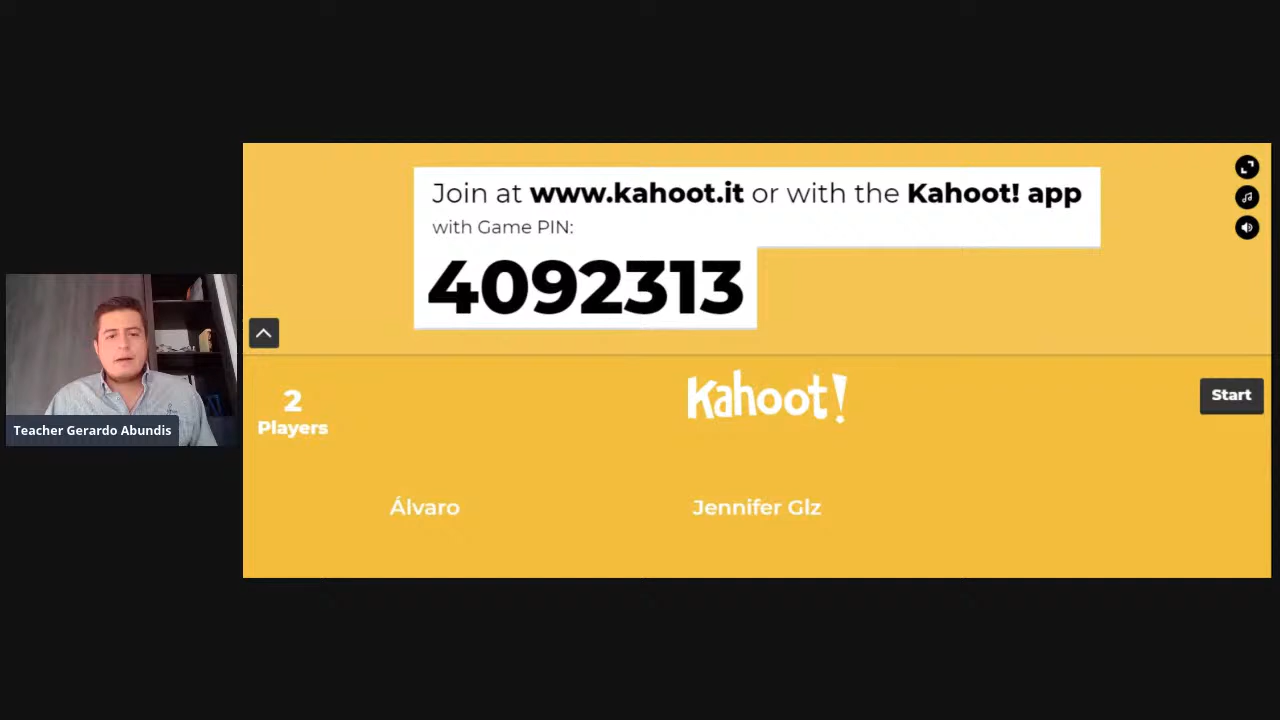 Join at www.kahoot.it or with the Kahoot! app
with Game PIN:
4092313
Teacher Gerardo Abundis
2
Players
Kahoot!
Start
Álvaro
Jennifer Glz